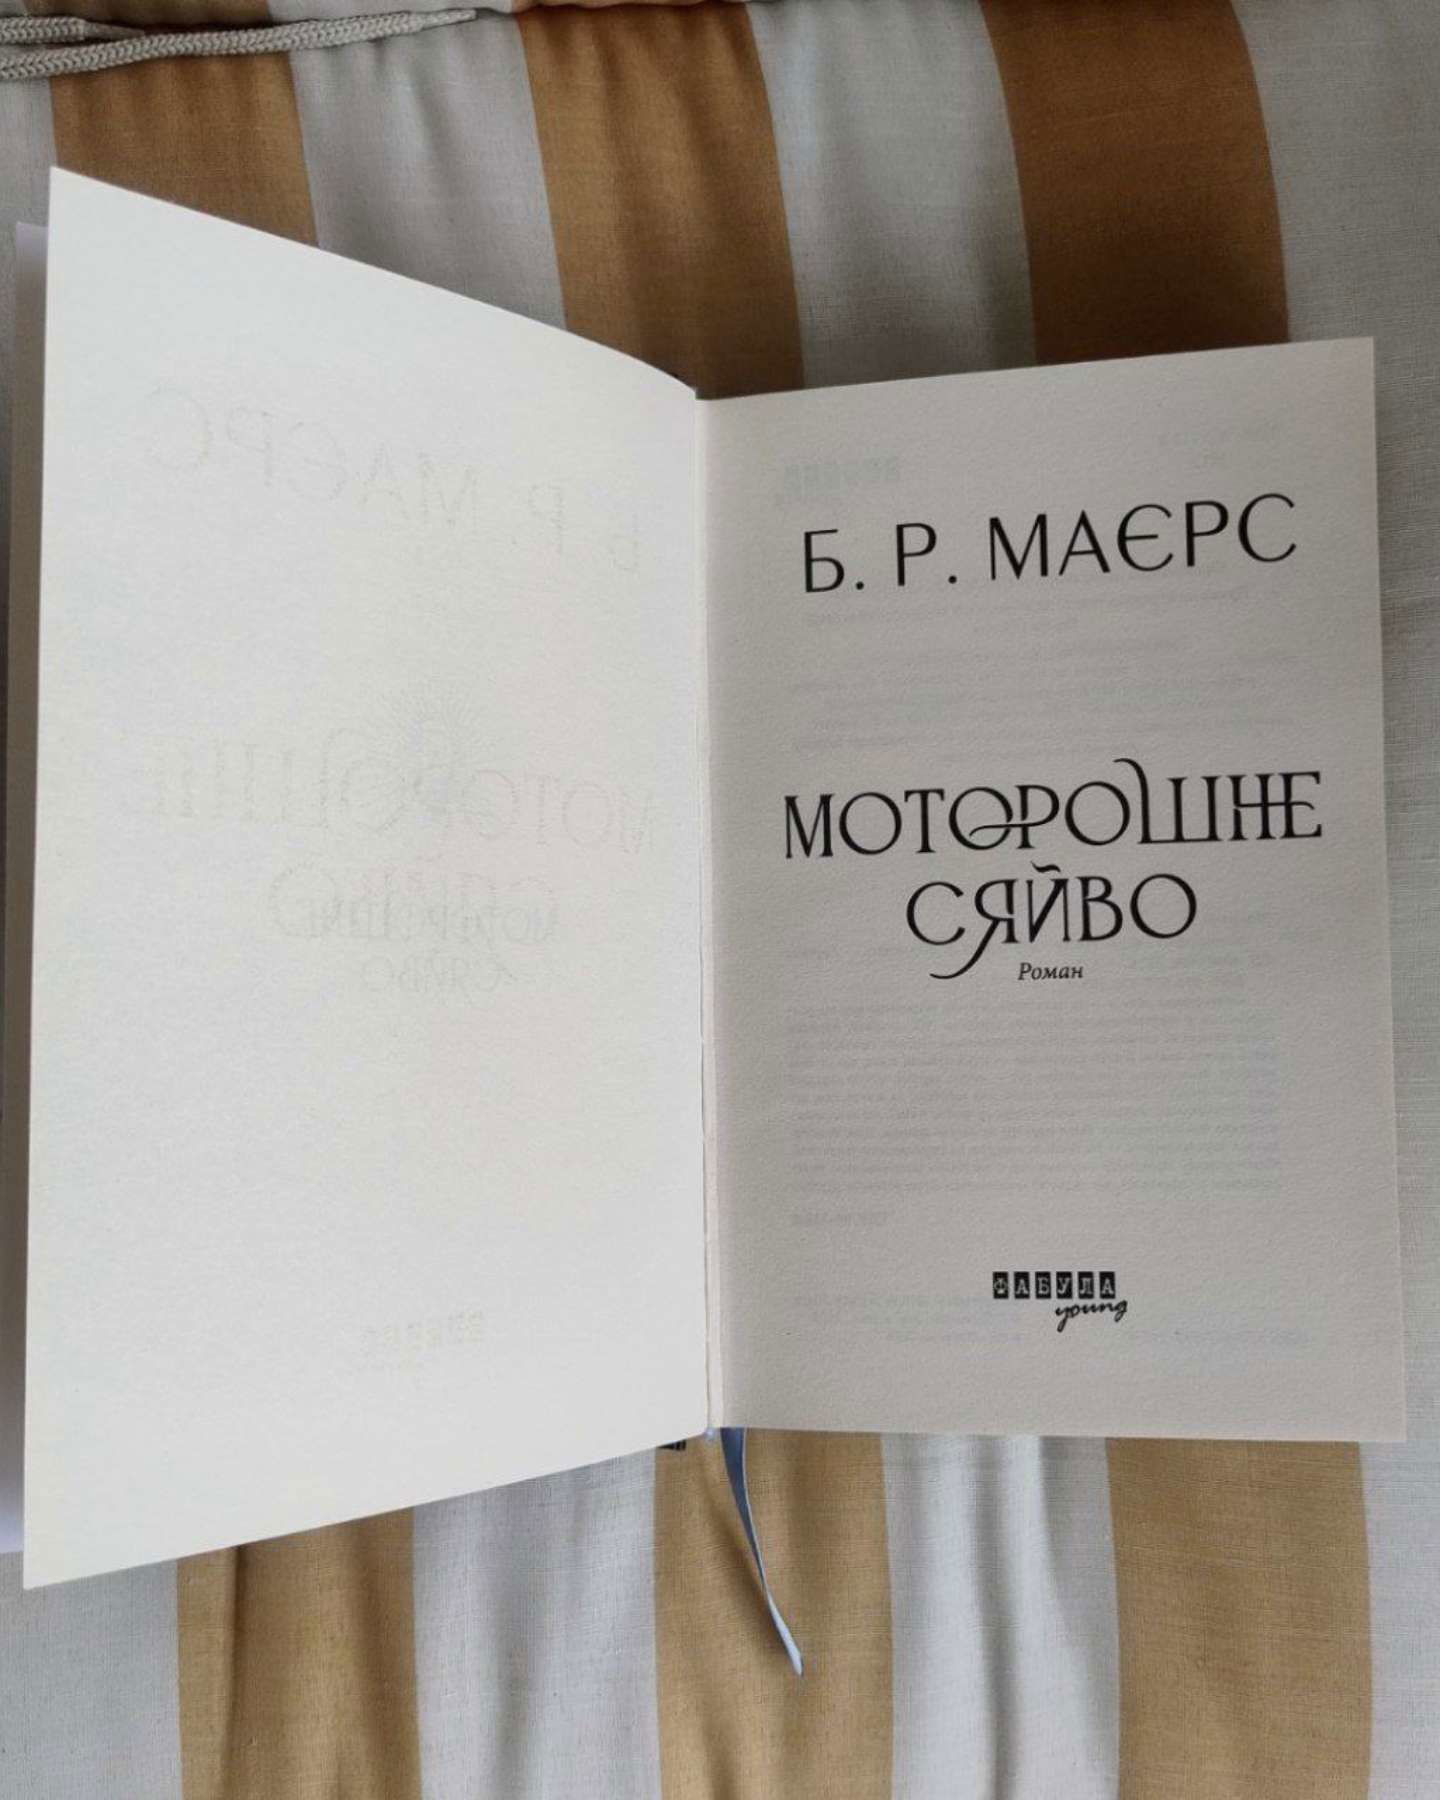 Б. Р. МАЄРС
МОТОРОШНЕ
СЯЙВО
Роман
ФАБУЛА
young